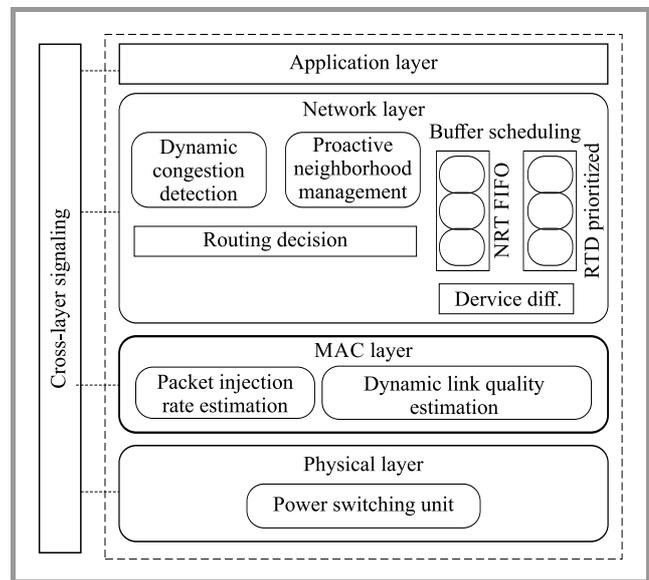 Cross-layer signaling
Application layer
Network layer
Dynamic
congestion
detection
Proactive
neighborhood
management
Routing decision
Buffer scheduling
NRT FIFO
RTD prioritized
Dervice diff.
MAC layer
Packet injection
rate estimation
Dynamic link quality
estimation
Physical layer
Power switching unit